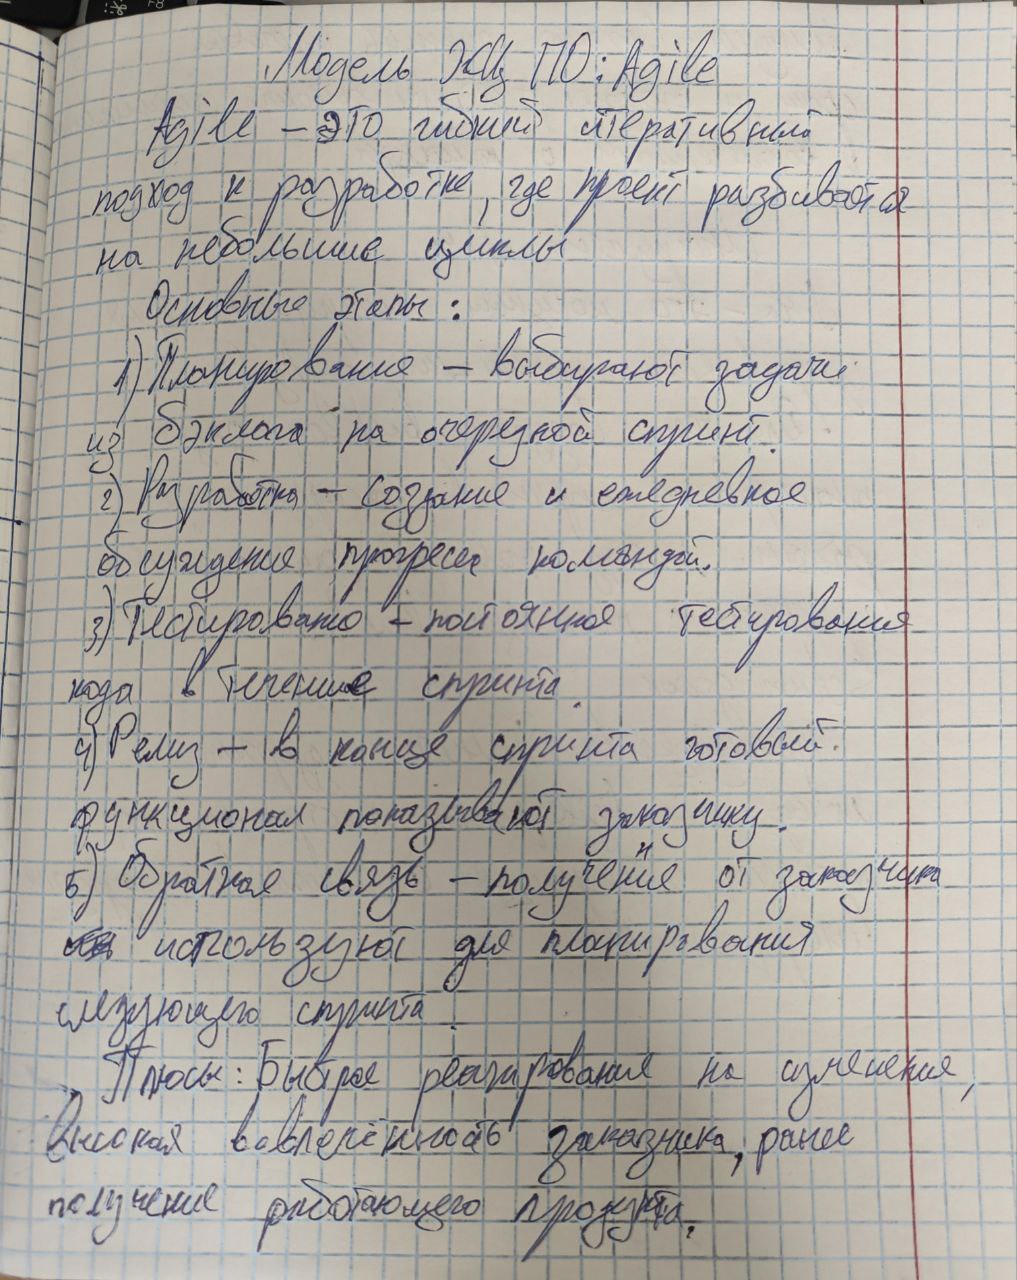 Модель ЖЦ ПО: Agile
Agile – это гибкий итеративный
подход к разработке, где проект разбивается
на небольшие циклы
Основные этапы:
1) Планирование – выбирают задачи
из бэклога на очередной спринт.
2) Разработка – создание и ежедневное
обсуждение прогресса командой.
3) Тестирование – постоянное тестирование
кода в течение спринта.
4) Релиз – в конце спринта готовый
функционал показывают заказчику.
5) Обратная связь – полученные от заказчика
используют для планирования
следующего спринта.
Плюсы: Быстрое реагирование на изменения,
высокая вовлечённость заказчика, ранее
получение работающего продукта.